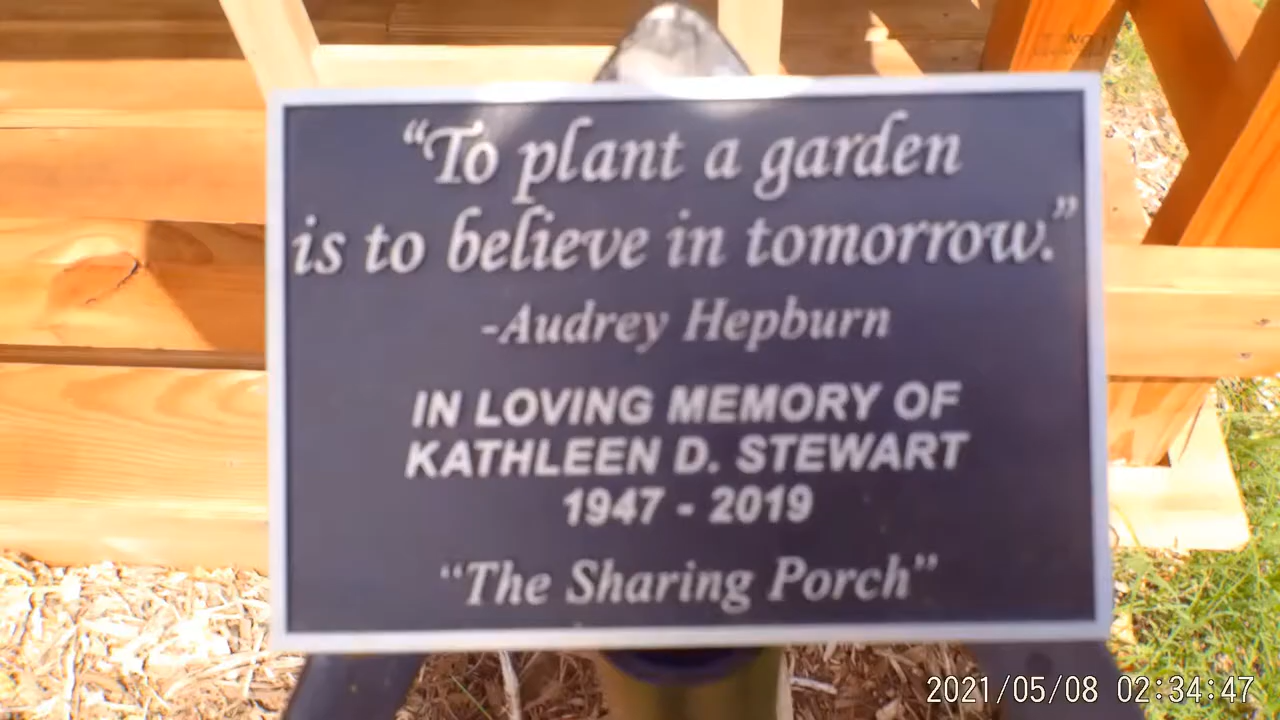 “To plant a garden
is to believe in tomorrow.”
-Audrey Hepburn
IN LOVING MEMORY OF
KATHLEEN D. STEWART
1947 - 2019
“The Sharing Porch”
2021/05/08 02:34:47